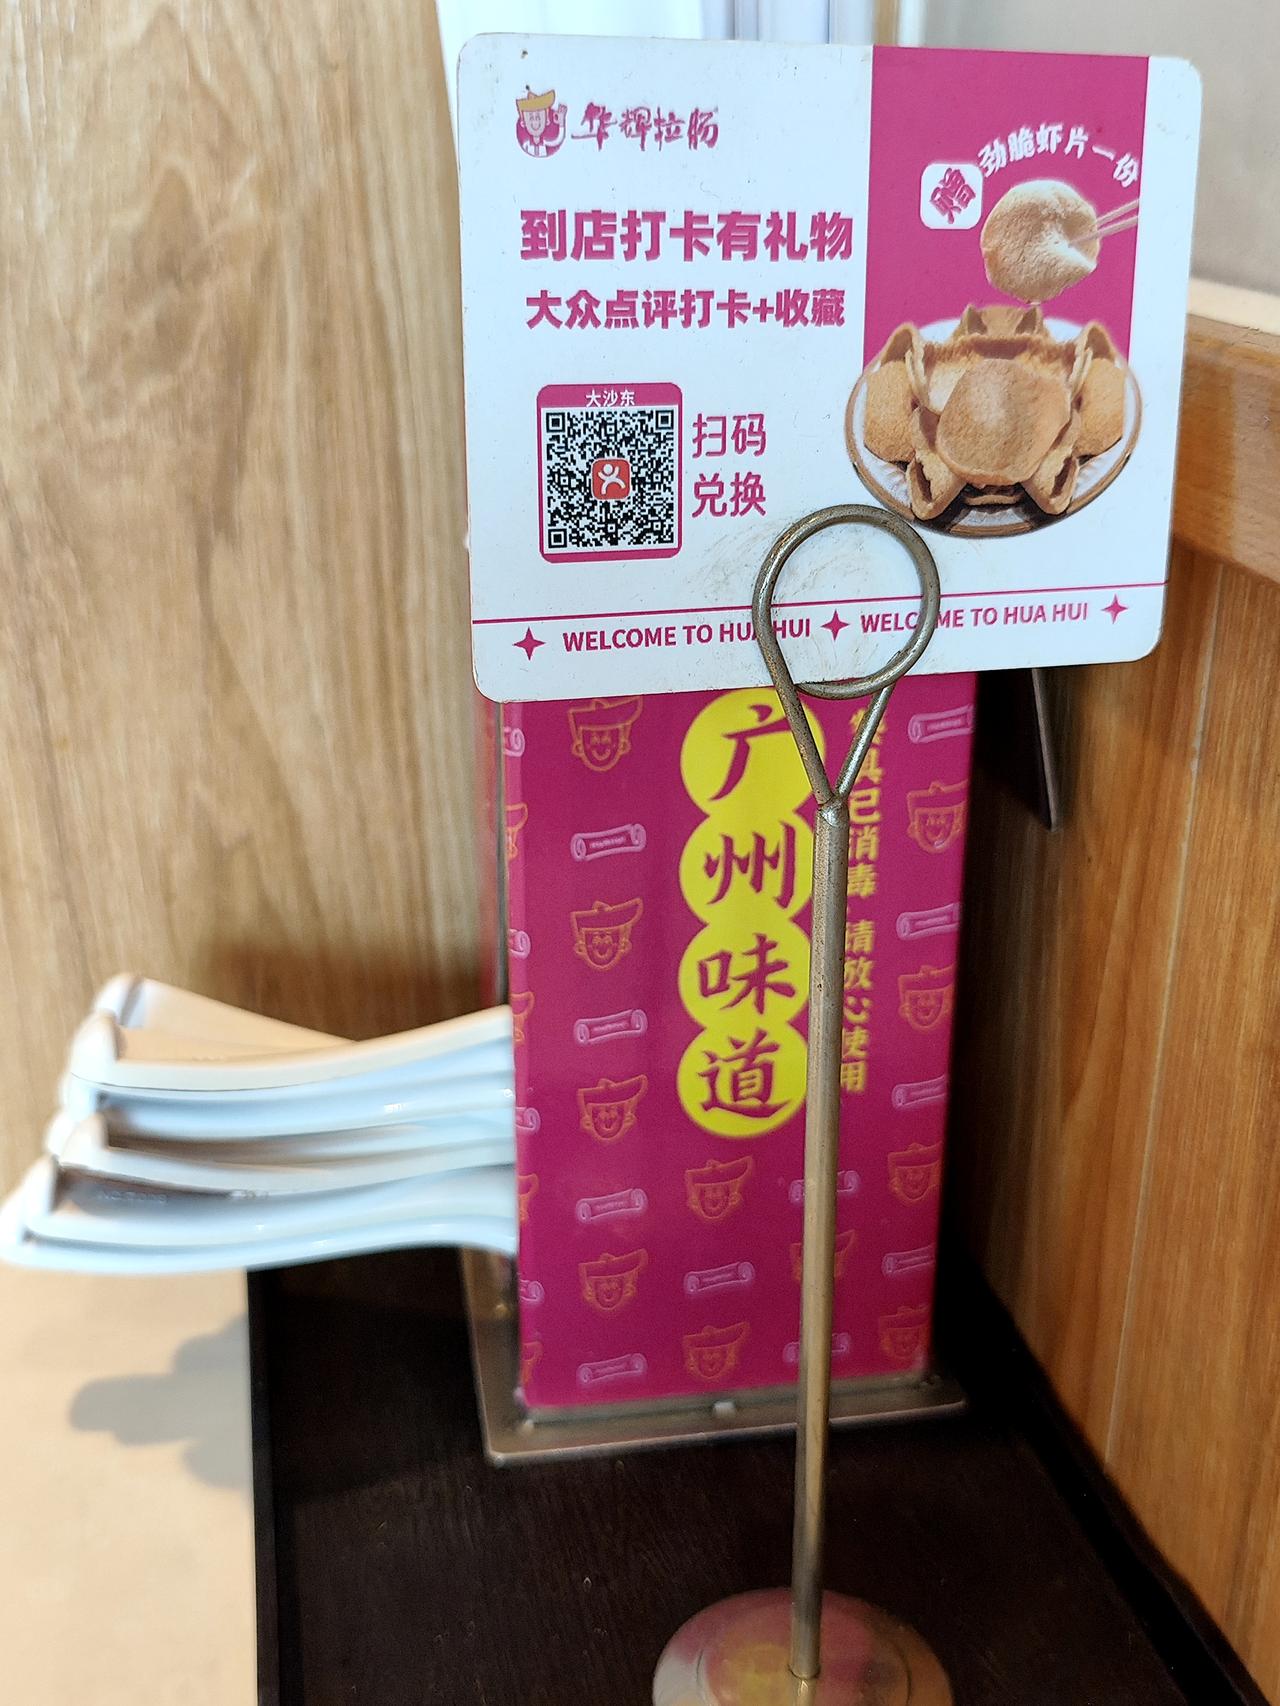 华辉拉肠
到店打卡有礼物
大众点评打卡+收藏
大沙东
扫码
兑换
赠
劲脆虾片一份
WELCOME TO HUA HUI
WELCOME TO HUA HUI
广州味道
具已消毒 请放心使用